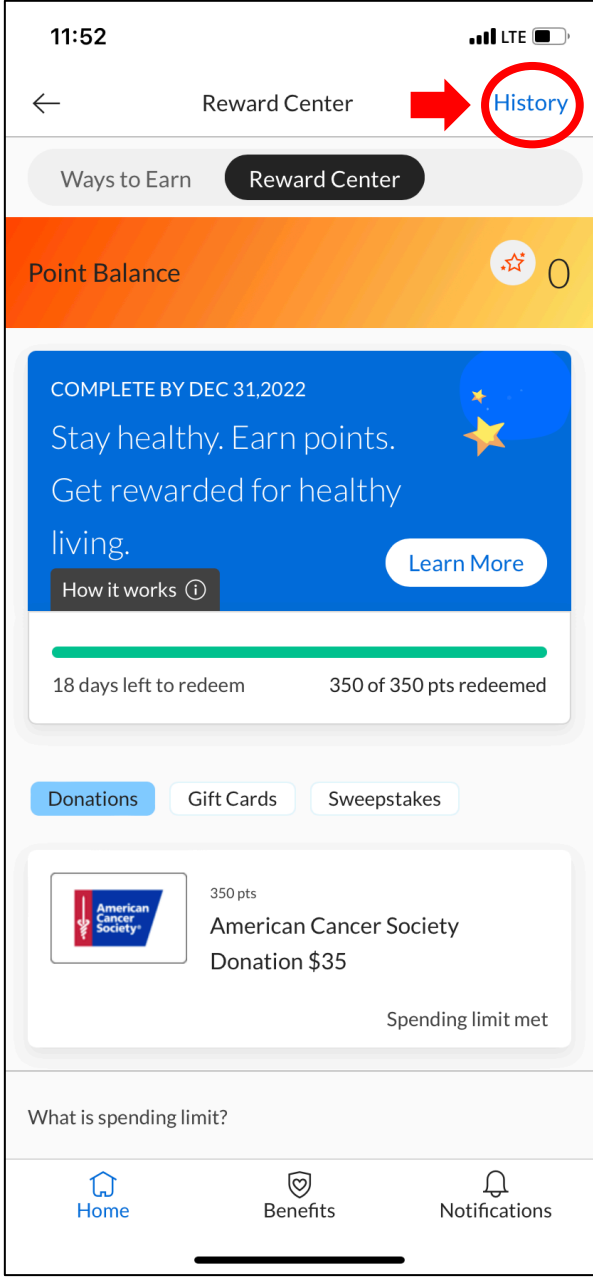 11:52 LTE
Reward Center History
Ways to Earn Reward Center
Point Balance 0
COMPLETE BY DEC 31,2022
Stay healthy. Earn points.
Get rewarded for healthy
living.
Learn More
How it works
18 days left to redeem 350 of 350 pts redeemed
Donations Gift Cards Sweepstakes
American
Cancer
Society®
350 pts
American Cancer Society
Donation $35
Spending limit met
What is spending limit?
Home Benefits Notifications